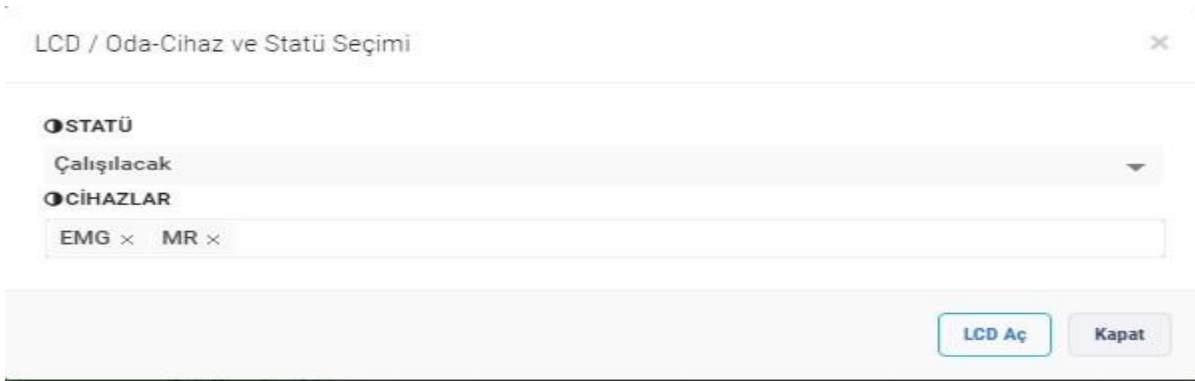 LCD / Oda-Cihaz ve Statü Seçimi ×
STATÜ
Çalışılacak
CİHAZLAR
EMG × MR ×
LCD Aç Kapat